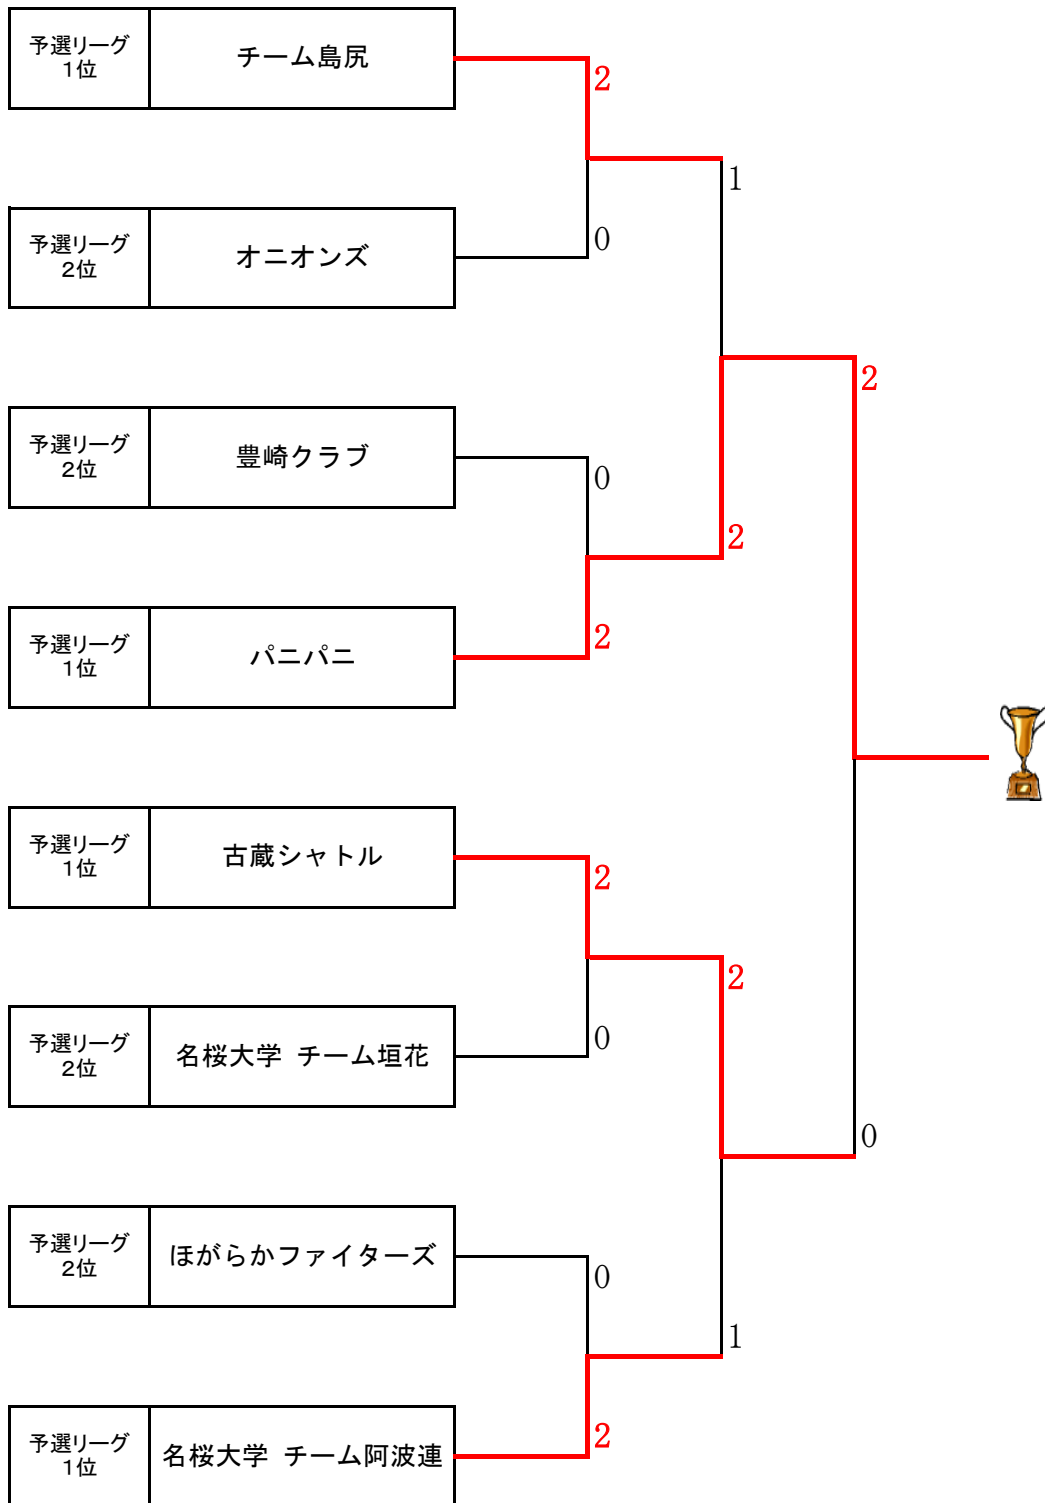 予選リーグ
1位
チーム島尻
2
1
予選リーグ
2位
オニオンズ
0
2
予選リーグ
2位
豊崎クラブ
0
2
予選リーグ
1位
パニパニ
2
予選リーグ
1位
古蔵シャトル
2
2
予選リーグ
2位
名桜大学 チーム垣花
0
0
予選リーグ
2位
ほがらかファイターズ
0
1
予選リーグ
1位
名桜大学 チーム阿波連
2